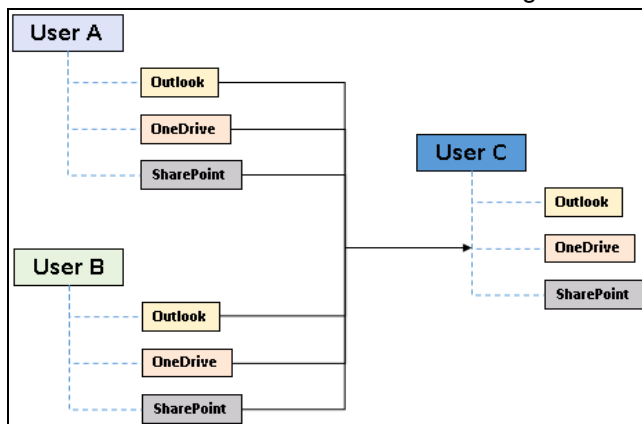 User A
Outlook
OneDrive
SharePoint
User B
Outlook
OneDrive
SharePoint
User C
Outlook
OneDrive
SharePoint